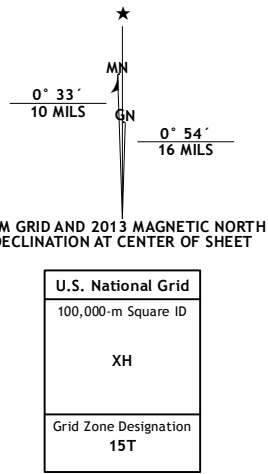 ★
MN
0° 33´
10 MILS
GN
0° 54´
16 MILS
M GRID AND 2013 MAGNETIC NORTH
DECLINATION AT CENTER OF SHEET
U.S. National Grid
100,000-m Square ID
XH
Grid Zone Designation
15T